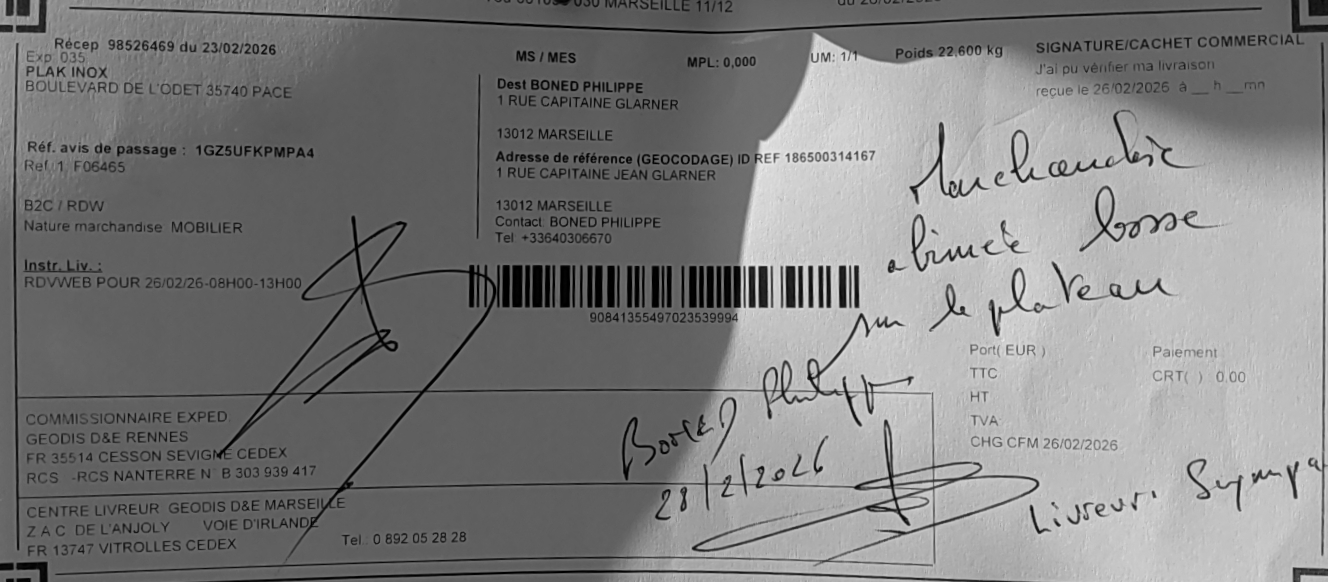 030 MARSEILLE 11/12
Récep 98526469 du 23/02/2026
Exp 035
PLAK INOX
BOULEVARD DE L'ODET 35740 PACE
Réf. avis de passage : 1GZ5UFKPMPA4
Ref 1 F06465
B2C / RDW
Nature marchandise MOBILIER
Instr. Liv. :
RDVWEB POUR 26/02/26-08H00-13H00
MS / MES
MPL: 0,000
UM: 1/1
Poids 22,600 kg
Dest BONED PHILIPPE
1 RUE CAPITAINE GLARNER
13012 MARSEILLE
Adresse de référence (GEOCODAGE) ID REF 186500314167
1 RUE CAPITAINE JEAN GLARNER
13012 MARSEILLE
Contact: BONED PHILIPPE
Tel: +33640306670
90841355497023539994
SIGNATURE/CACHET COMMERCIAL
J'ai pu vérifier ma livraison
reçue le 26/02/2026 à __ h __mn
Marchandise
abimée bosse
sur le plateau
Boned Philippe
28/2/2026
Livreur. Sympa
Port( EUR )
TTC
HT
TVA
CHG CFM 26/02/2026
Paiement
CRT( ) 0.00
COMMISSIONNAIRE EXPED
GEODIS D&E RENNES
FR 35514 CESSON SEVIGNE CEDEX
RCS -RCS NANTERRE N° B 303 939 417
CENTRE LIVREUR GEODIS D&E MARSEILLE
Z A C DE L'ANJOLY VOIE D'IRLANDE
FR 13747 VITROLLES CEDEX
Tel : 0 892 05 28 28